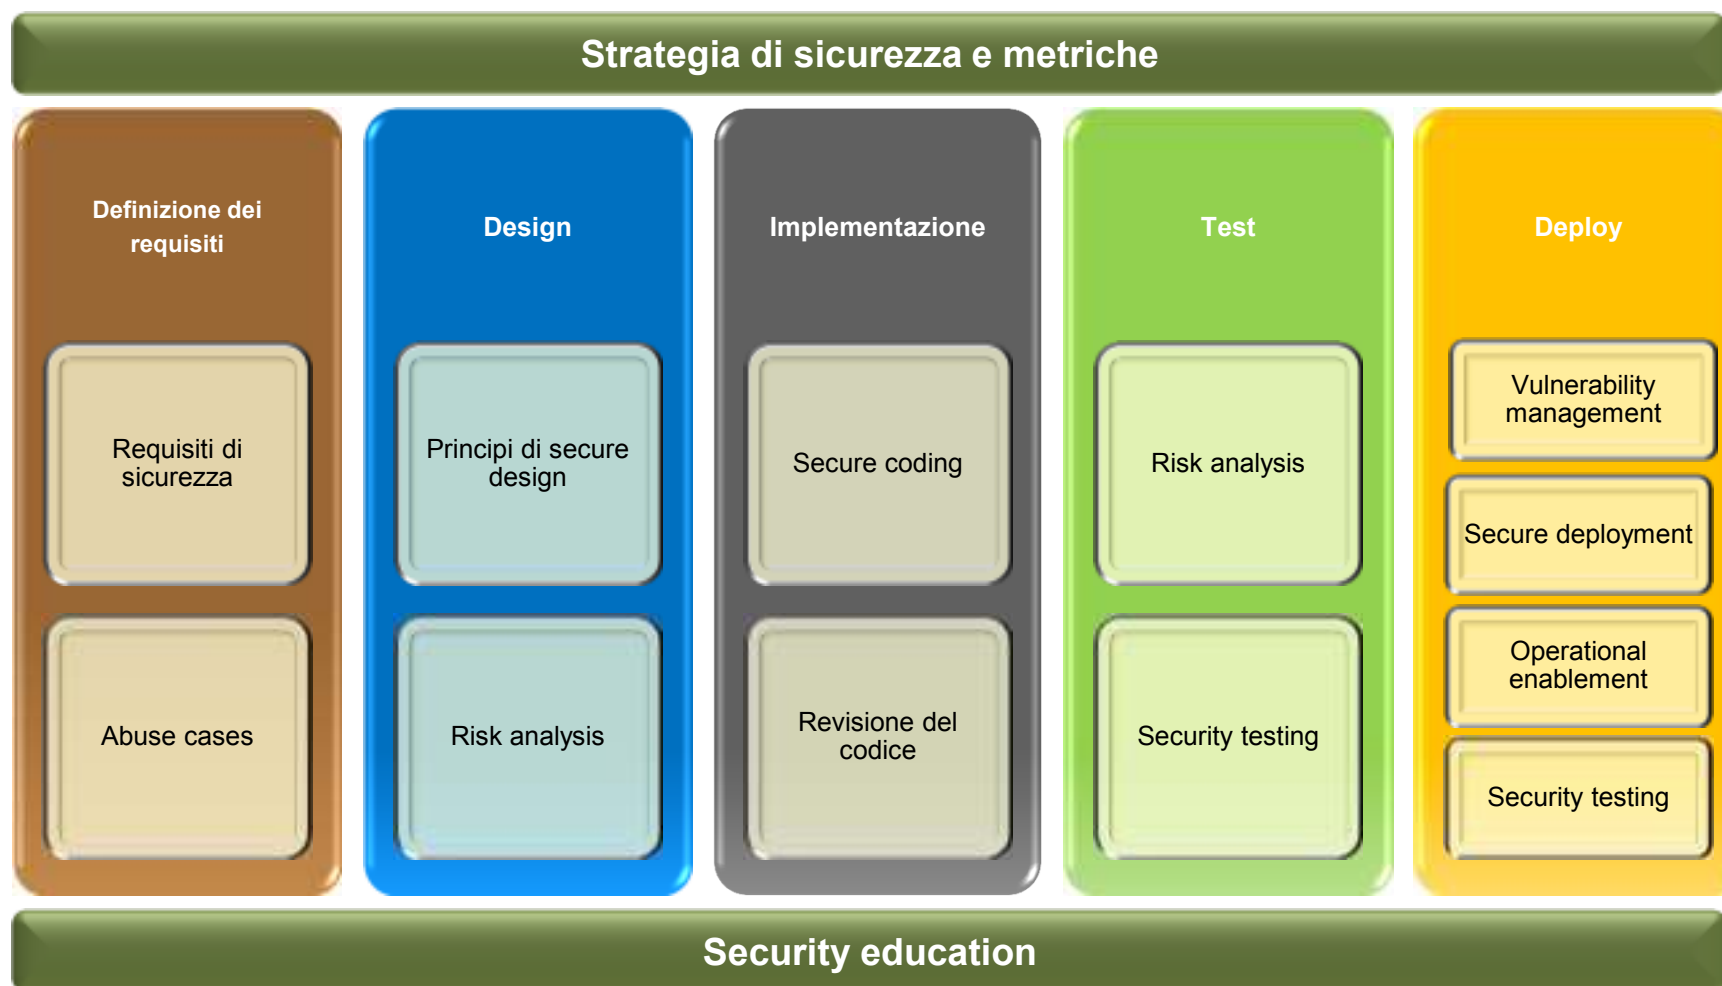 Strategia di sicurezza e metriche
Definizione dei
requisiti
Requisiti di
sicurezza
Abuse cases
Design
Principi di secure
design
Risk analysis
Implementazione
Secure coding
Revisione del
codice
Test
Risk analysis
Security testing
Deploy
Vulnerability
management
Secure deployment
Operational
enablement
Security testing
Security education